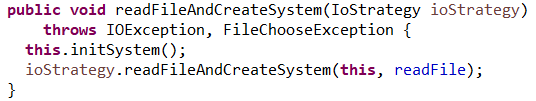 public void readFileAndCreateSystem(IoStrategy ioStrategy)
    throws IOException, FileChooseException {
  this.initSystem();
  ioStrategy.readFileAndCreateSystem(this, readFile);
}